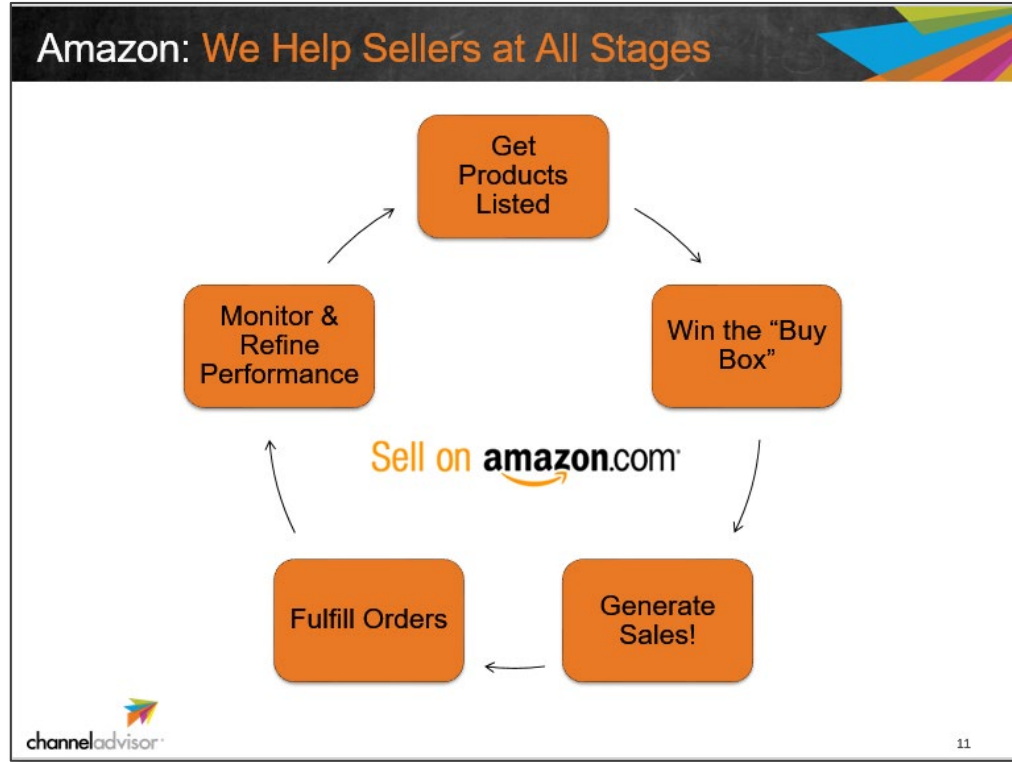 Amazon: We Help Sellers at All Stages
Get
Products
Listed
Win the “Buy
Box”
Generate
Sales!
Fulfill Orders
Monitor &
Refine
Performance
Sell on amazon.com
channeladvisor
11